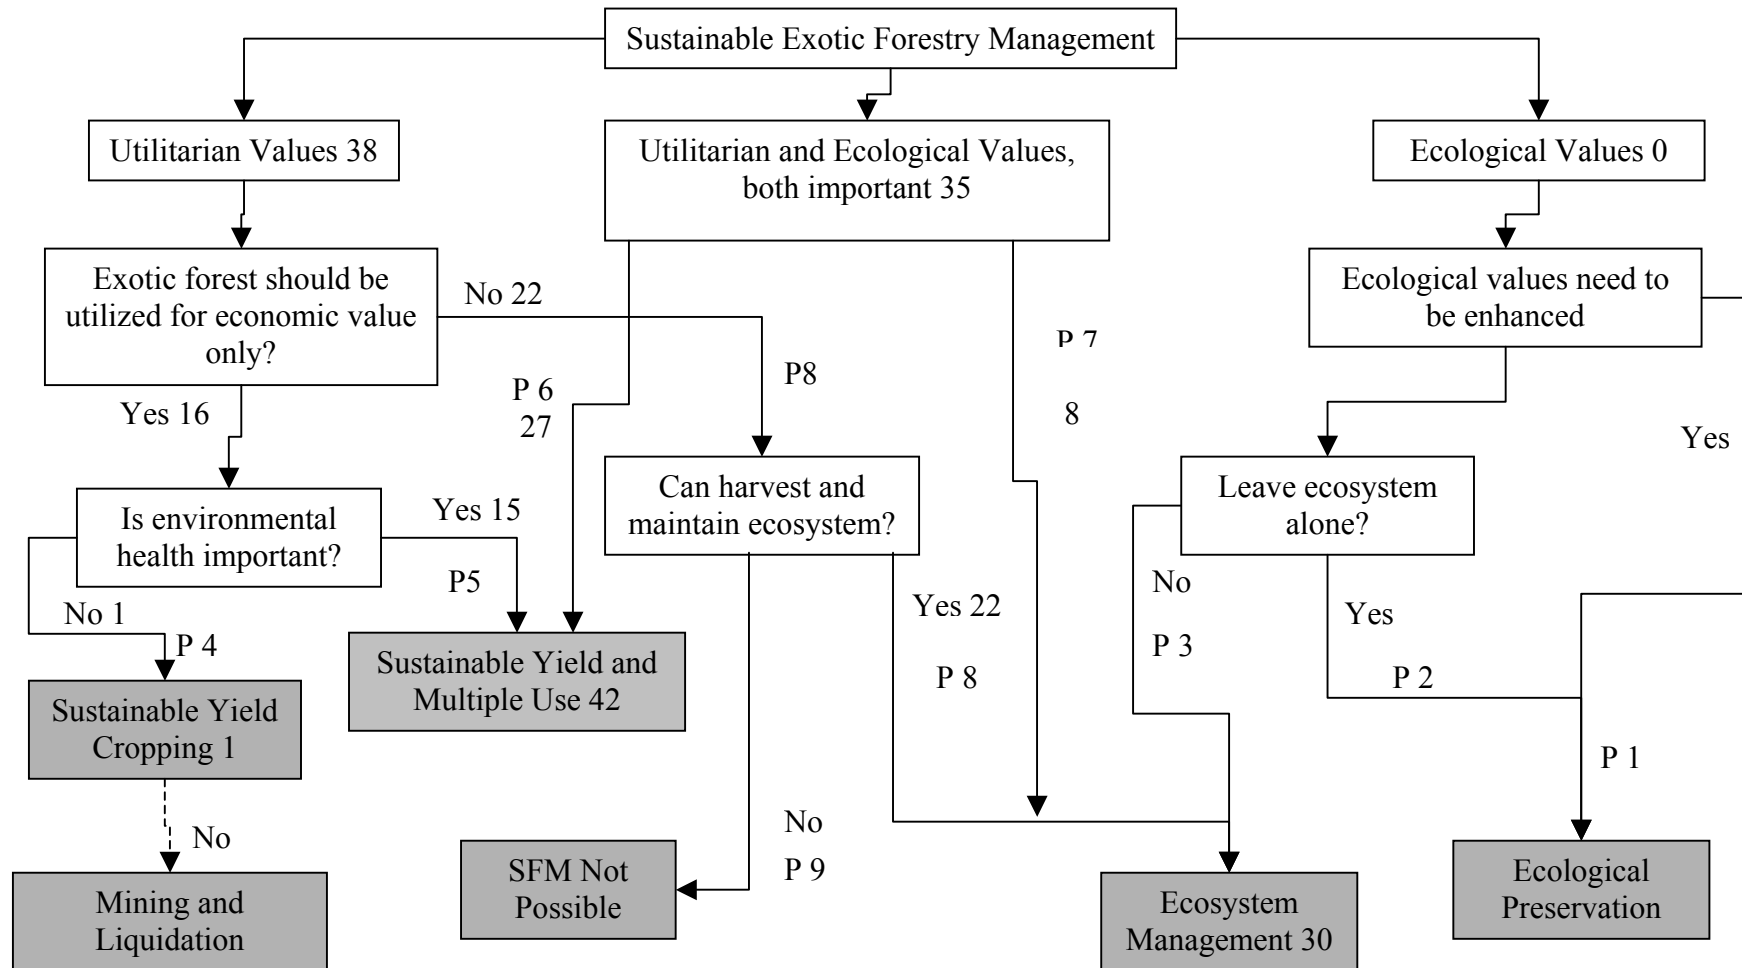 Sustainable Exotic Forestry Management
Utilitarian Values 38
Utilitarian and Ecological Values,
both important 35
Ecological Values 0
Exotic forest should be
utilized for economic value
only?
No 22
Ecological values need to
be enhanced
P 7
P8
P 6
27
8
Yes 16
Yes
Is environmental
health important?
Yes 15
Can harvest and
maintain ecosystem?
Leave ecosystem
alone?
P5
No
Yes 22
Yes
No 1
P 4
P 3
P 8
P 2
Sustainable Yield and
Multiple Use 42
Sustainable Yield
Cropping 1
P 1
No
No
P 9
SFM Not
Possible
Mining and
Liquidation
Ecosystem
Management 30
Ecological
Preservation